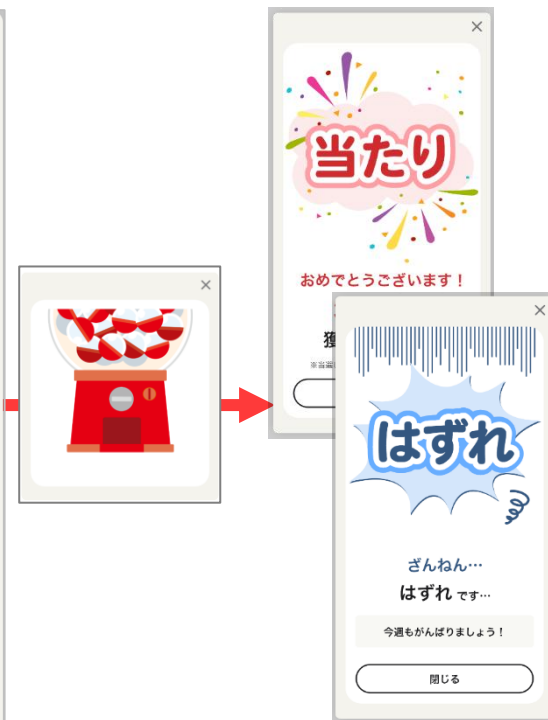 当たり
おめでとうございます！
獲
はずれ
ざんねん…
はずれ です…
今週もがんばりましょう！
閉じる